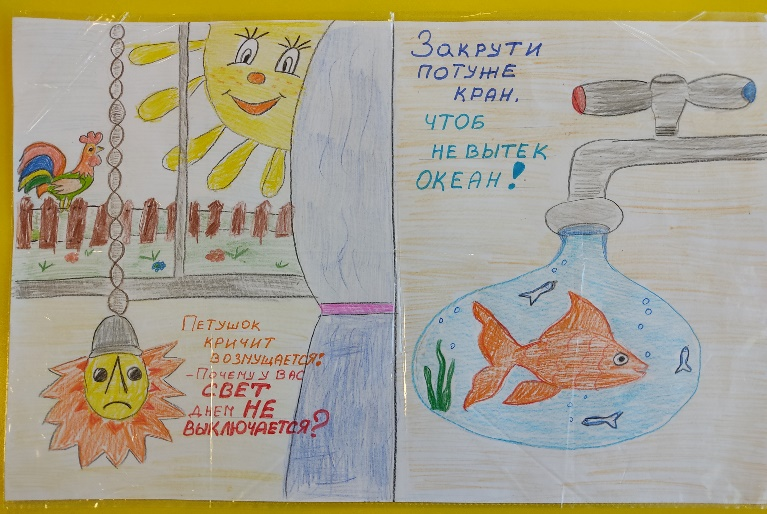 Петушок
кричит
возмущается!
- Почему у вас
свет
днем не
выключается?
Закрути
потуже
кран,
чтоб
не вытек
океан!